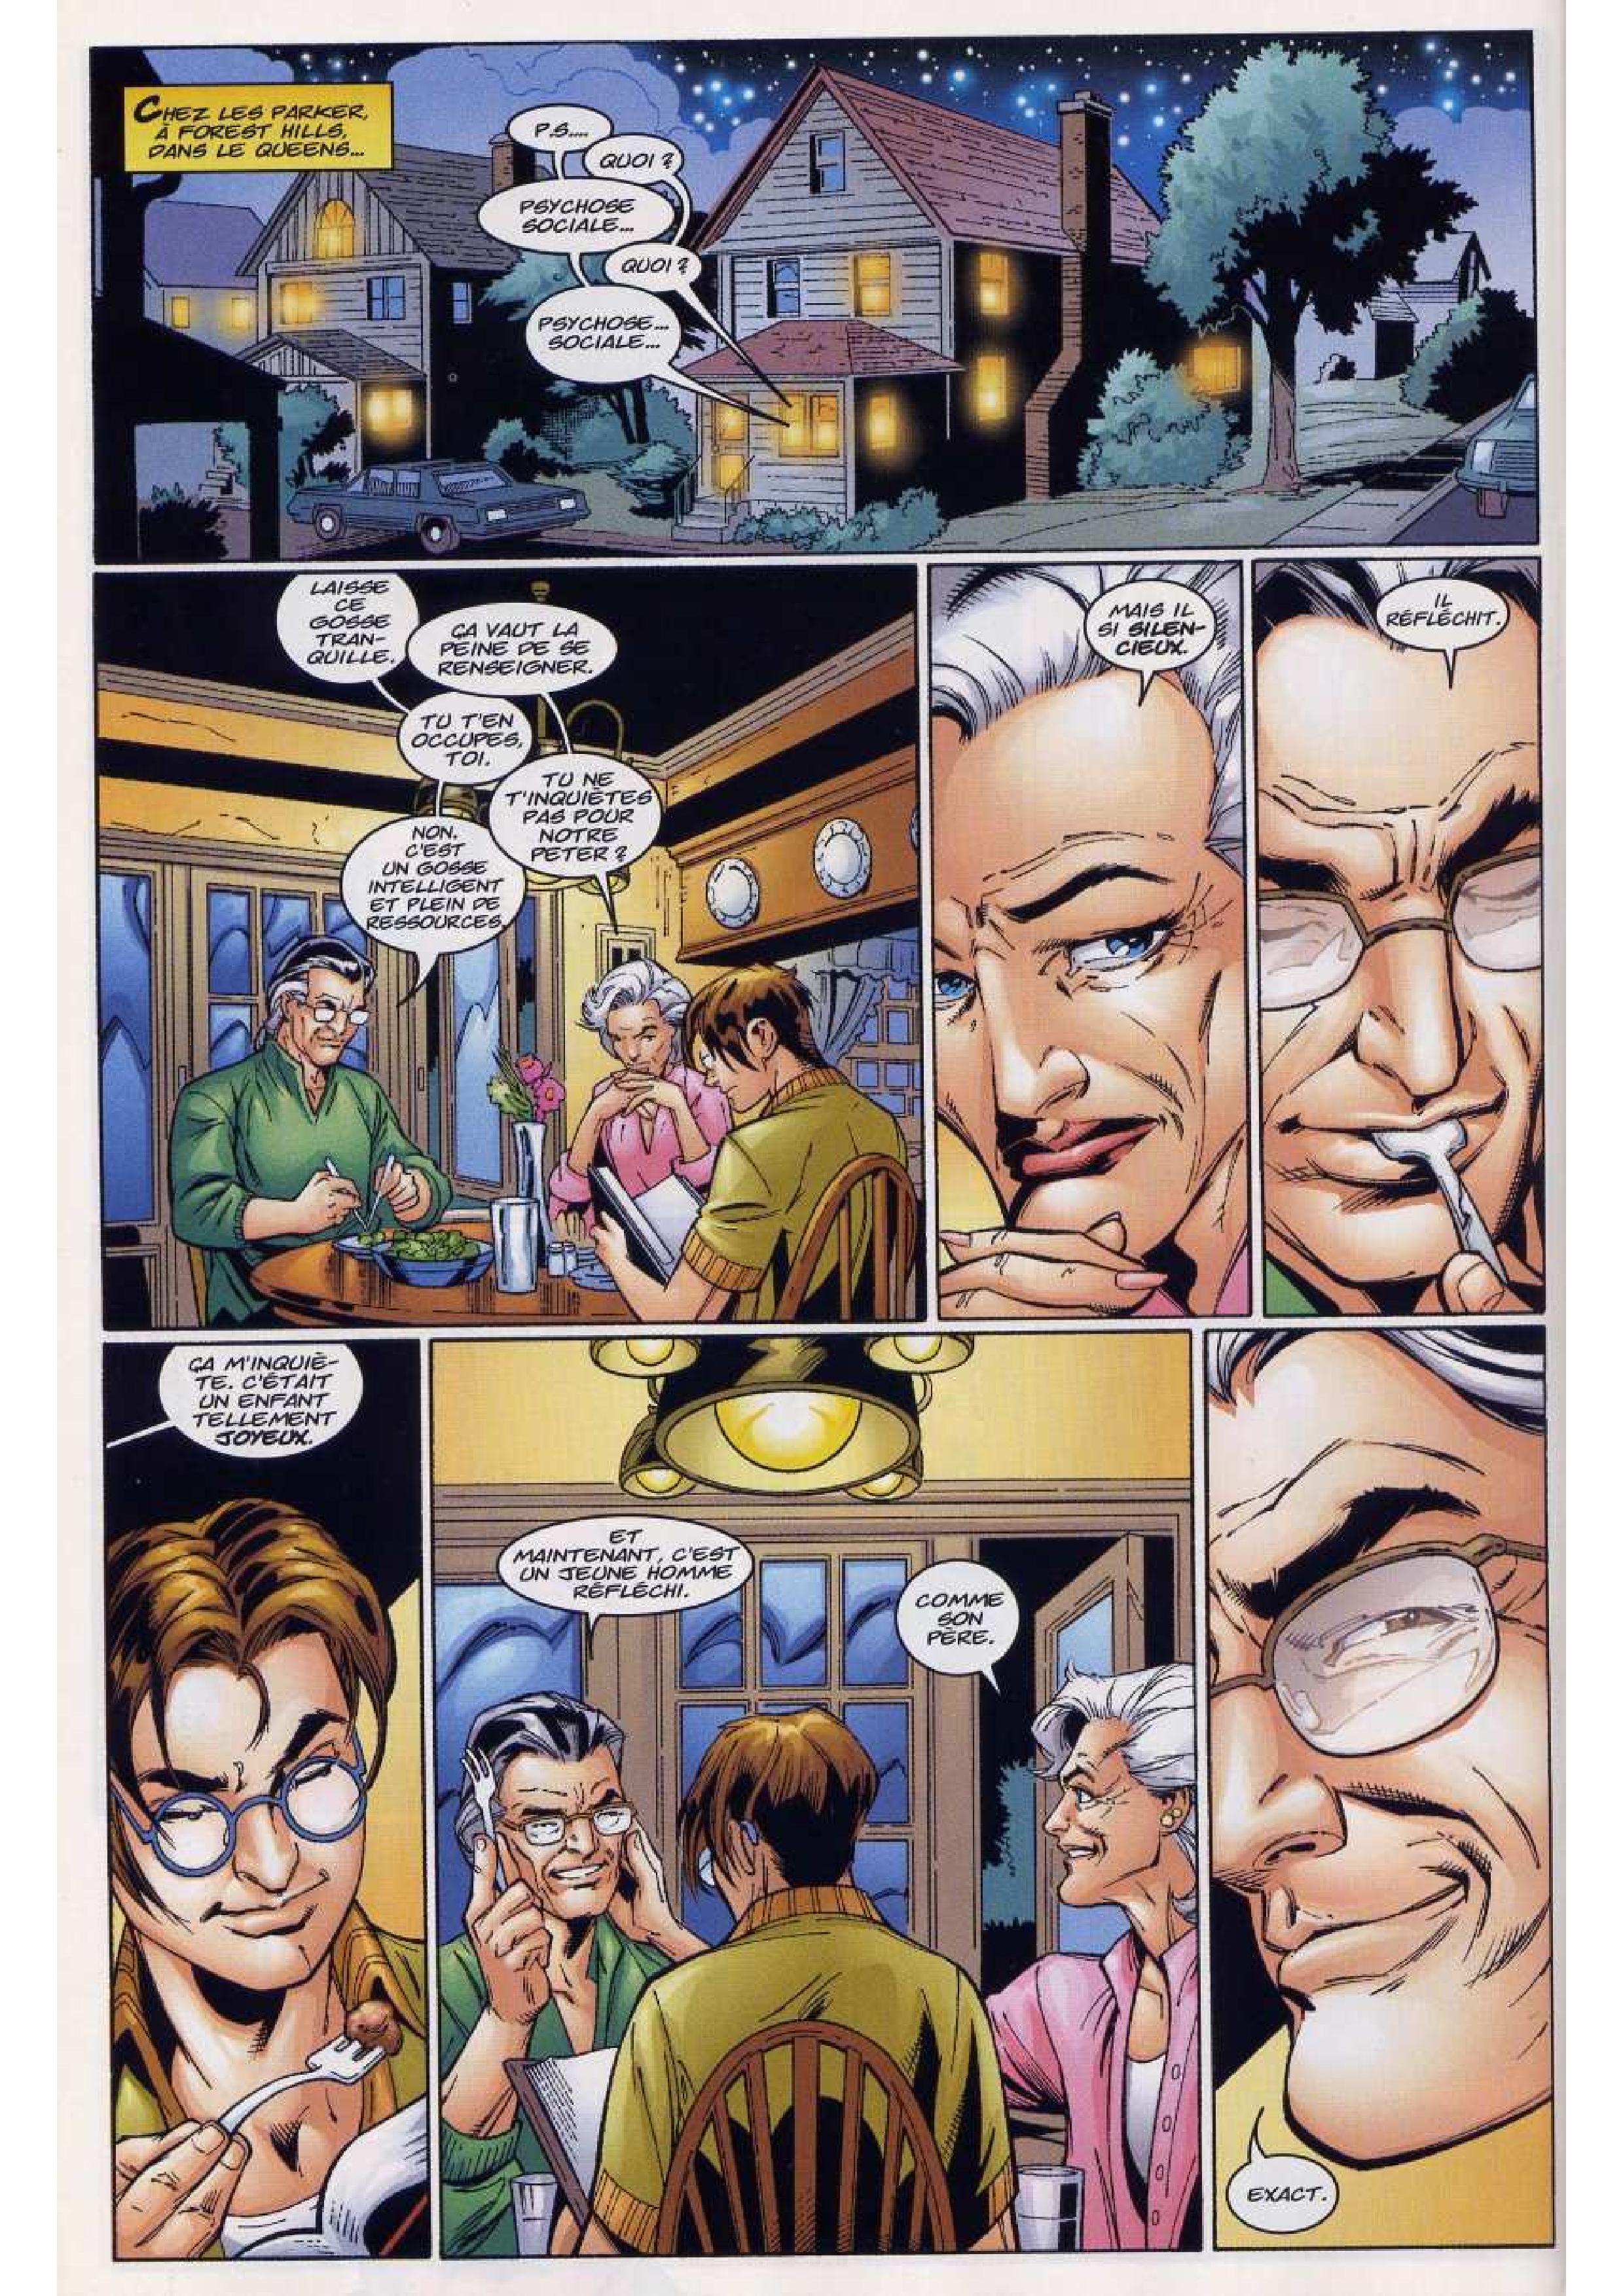 CHEZ LES PARKER,
À FOREST HILLS,
DANS LE QUEENS...
P.S....
QUOI ?
PSYCHOSE
SOCIALE...
QUOI ?
PSYCHOSE...
SOCIALE...
LAISSE
CE
GOSSE
TRAN-
QUILLE.
ÇA VAUT LA
PEINE DE SE
RENSEIGNER.
TU T'EN
OCCUPES,
TOI.
TU NE
T'INQUIÈTES
PAS POUR
NOTRE
PETER ?
NON.
C'EST
UN GOSSE
INTELLIGENT
ET PLEIN DE
RESSOURCES.
MAIS IL
SI SILEN-
CIEUX.
IL
RÉFLÉCHIT.
ÇA M'INQUIÈ-
TE. C'ÉTAIT
UN ENFANT
TELLEMENT
JOYEUX.
ET
MAINTENANT, C'EST
UN JEUNE HOMME
RÉFLÉCHI.
COMME
SON
PÈRE.
EXACT.